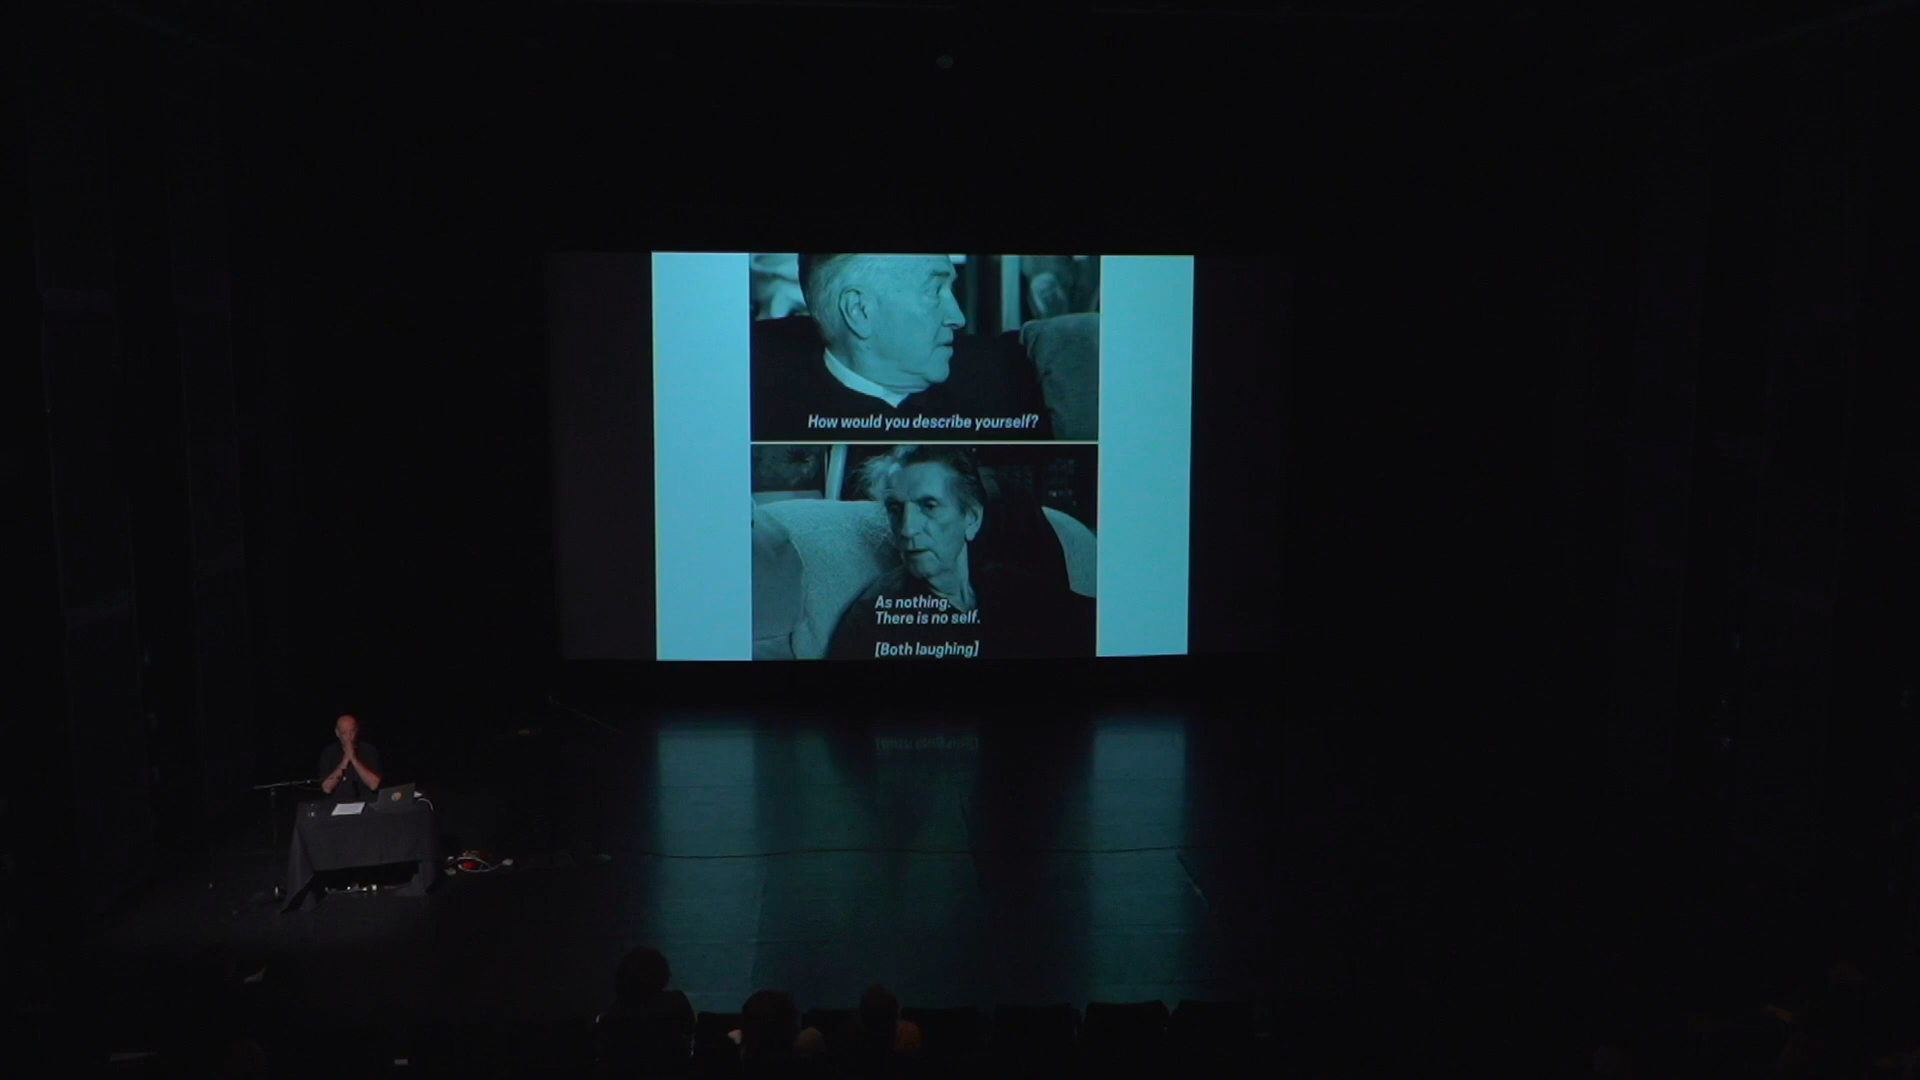 How would you describe yourself?
As nothing.
There is no self.
[Both laughing]